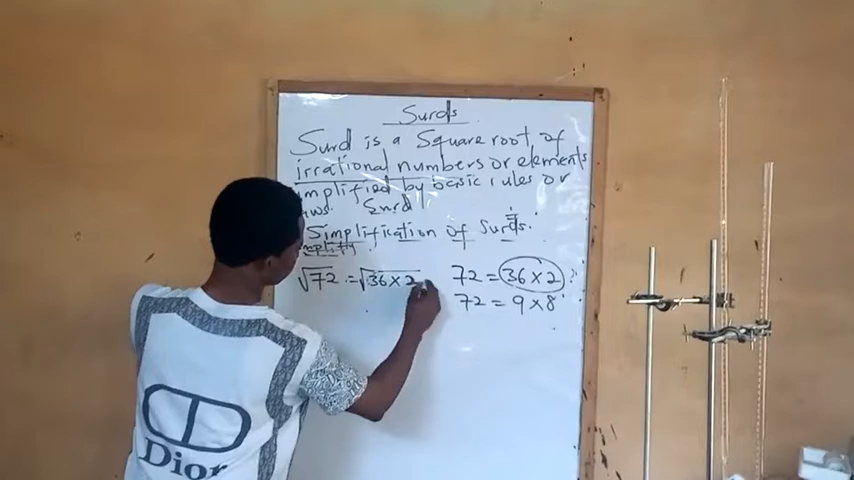 Surds
Surd is a Square root of
irrational numbers or elements
simplified by basic rules or
Surd
Simplification of Surds.
√72 = √36×2
72 = 36×2
72 = 9×8
D
Dior